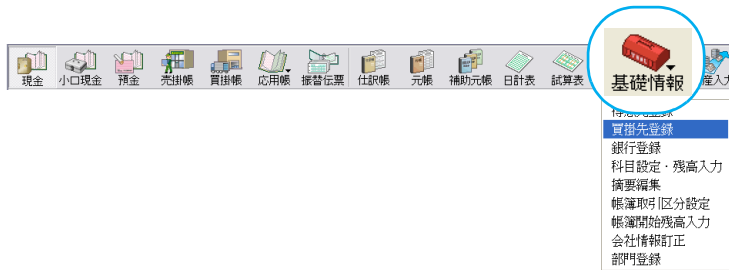 現金 小口現金 預金 売掛帳 買掛帳 応用帳 振替伝票 仕訳帳 元帳 補助元帳 日計表 試算表 基礎情報 産入力
買掛先登録
銀行登録
科目設定・残高入力
摘要編集
帳簿取引区分設定
帳簿開始残高入力
会社情報訂正
部門登録